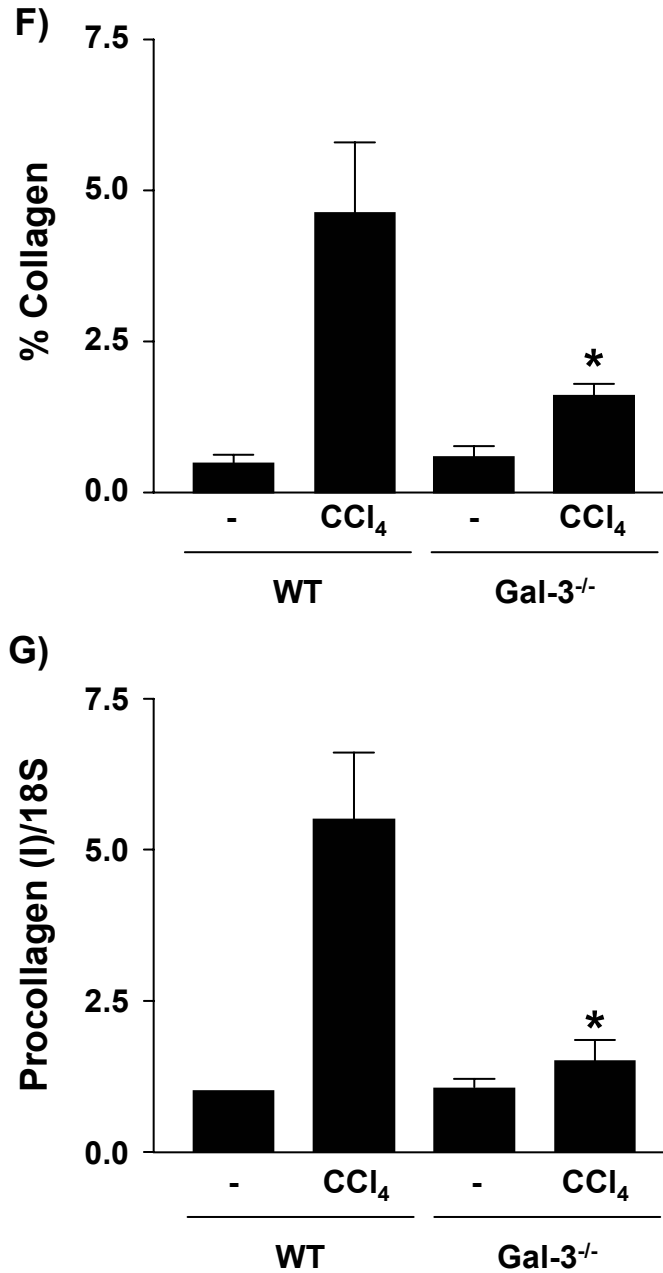 F)
% Collagen
7.5
5.0
2.5
0.0
*
- CCl₄ - CCl₄
WT Gal-3⁻/⁻
G)
Procollagen (I)/18S
7.5
5.0
2.5
0.0
*
- CCl₄ - CCl₄
WT Gal-3⁻/⁻